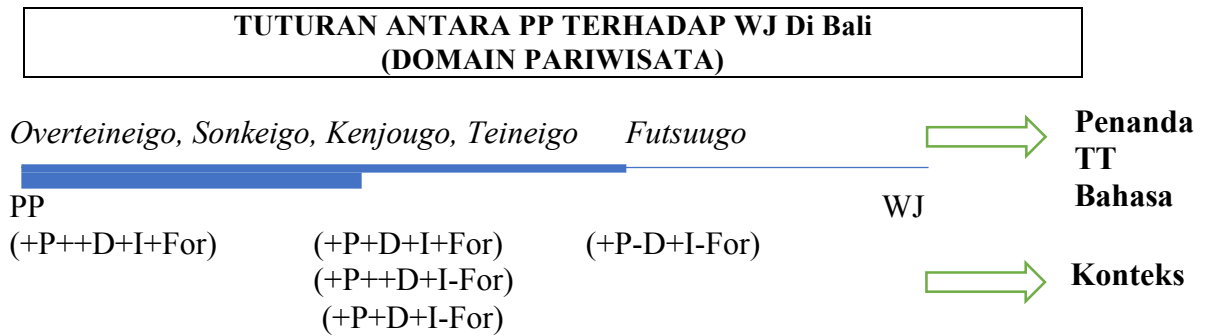 TUTURAN ANTARA PP TERHADAP WJ Di Bali
(DOMAIN PARIWISATA)
Overteineigo, Sonkeigo, Kenjougo, Teineigo Futsuugo
Penanda
TT
Bahasa
PP WJ
(+P++D+I+For) (+P+D+I+For) (+P-D+I-For)
(+P++D+I-For)
(+P+D+I-For)
Konteks